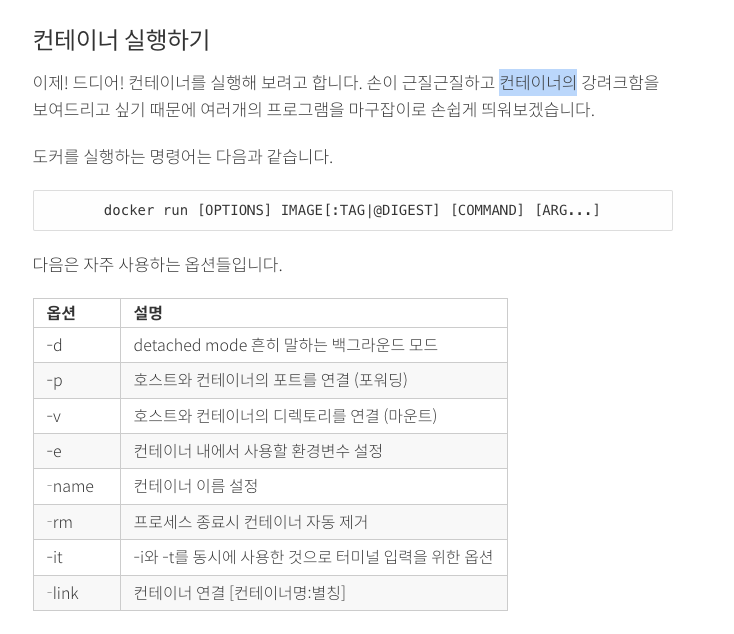 컨테이너 실행하기
이제! 드디어! 컨테이너를 실행해 보려고 합니다. 손이 근질근질하고 컨테이너의 강려크함을
보여드리고 싶기 때문에 여러개의 프로그램을 마구잡이로 손쉽게 띄워보겠습니다.
도커를 실행하는 명령어는 다음과 같습니다.
docker run [OPTIONS] IMAGE[:TAG|@DIGEST] [COMMAND] [ARG...]
다음은 자주 사용하는 옵션들입니다.
옵션 설명
-d detached mode 흔히 말하는 백그라운드 모드
-p 호스트와 컨테이너의 포트를 연결 (포워딩)
-v 호스트와 컨테이너의 디렉토리를 연결 (마운트)
-e 컨테이너 내에서 사용할 환경변수 설정
-name 컨테이너 이름 설정
-rm 프로세스 종료시 컨테이너 자동 제거
-it -i와 -t를 동시에 사용한 것으로 터미널 입력을 위한 옵션
-link 컨테이너 연결 [컨테이너명:별칭]